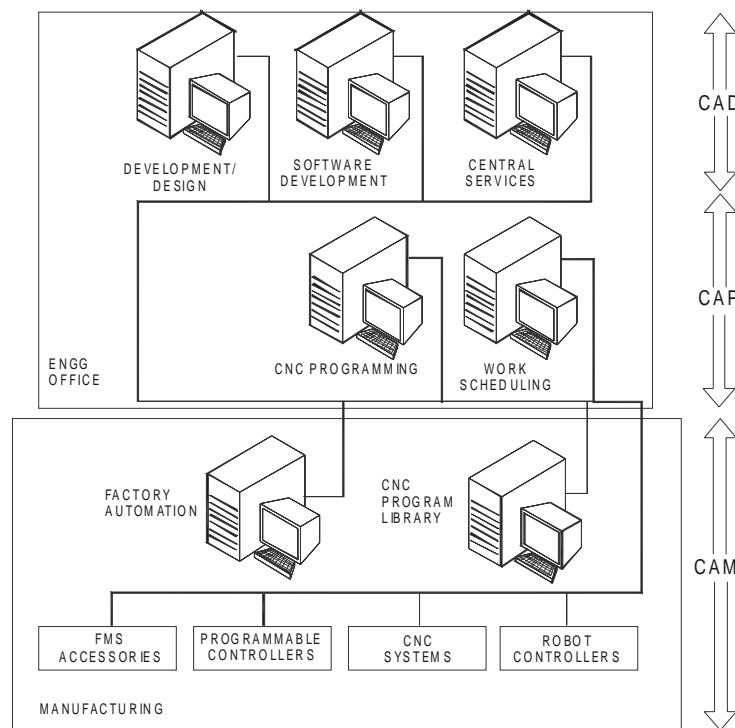 DEVELOPMENT/
DESIGN
SOFTWARE
DEVELOPMENT
CENTRAL
SERVICES
CAD
CNC PROGRAMMING
WORK
SCHEDULING
CAP
ENGG
OFFICE
FACTORY
AUTOMATION
CNC
PROGRAM
LIBRARY
CAM
FMS
ACCESSORIES
PROGRAMMABLE
CONTROLLERS
CNC
SYSTEMS
ROBOT
CONTROLLERS
MANUFACTURING